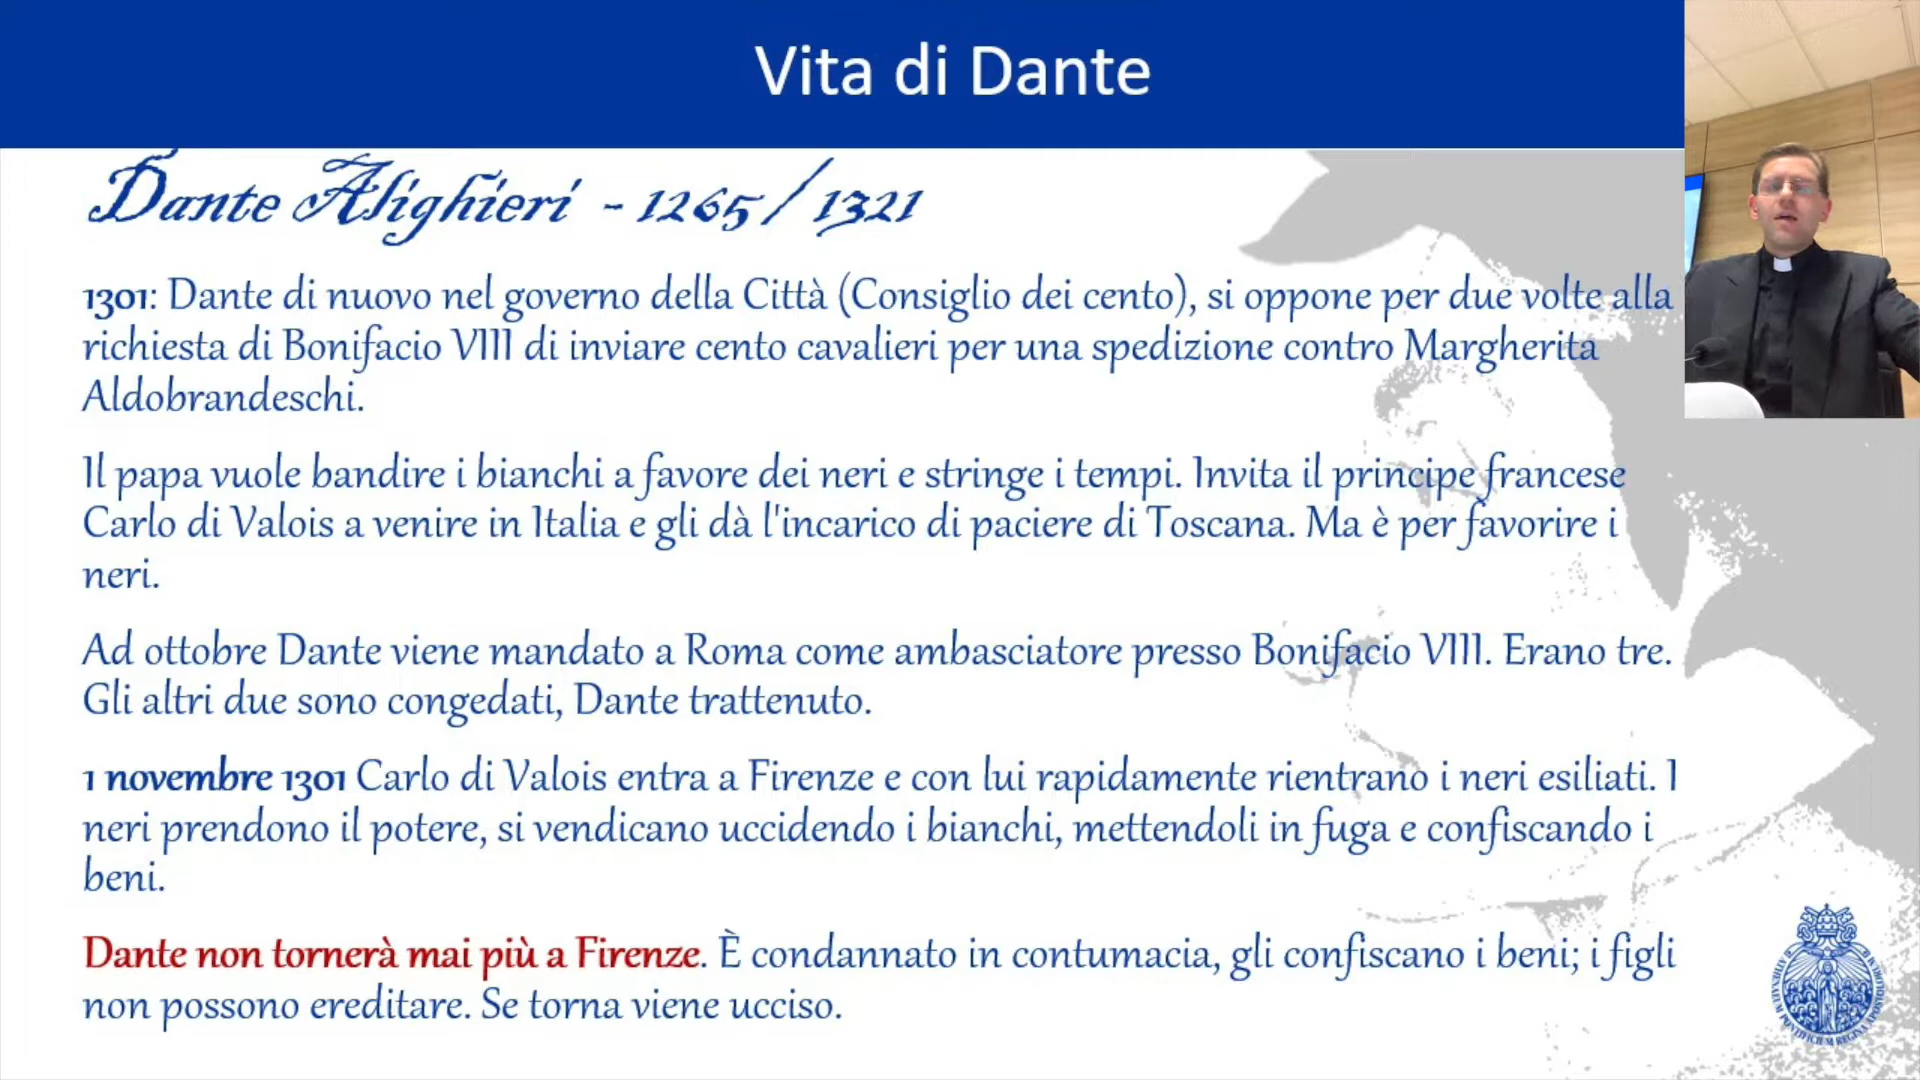 Vita di Dante
Dante Alighieri - 1265/1321
1301: Dante di nuovo nel governo della Città (Consiglio dei cento), si oppone per due volte alla
richiesta di Bonifacio VIII di inviare cento cavalieri per una spedizione contro Margherita
Aldobrandeschi.
Il papa vuole bandire i bianchi a favore dei neri e stringe i tempi. Invita il principe francese
Carlo di Valois a venire in Italia e gli dà l'incarico di paciere di Toscana. Ma è per favorire i
neri.
Ad ottobre Dante viene mandato a Roma come ambasciatore presso Bonifacio VIII. Erano tre.
Gli altri due sono congedati, Dante trattenuto.
1 novembre 1301 Carlo di Valois entra a Firenze e con lui rapidamente rientrano i neri esiliati. I
neri prendono il potere, si vendicano uccidendo i bianchi, mettendoli in fuga e confiscando i
beni.
Dante non tornerà mai più a Firenze. È condannato in contumacia, gli confiscano i beni; i figli
non possono ereditare. Se torna viene ucciso.